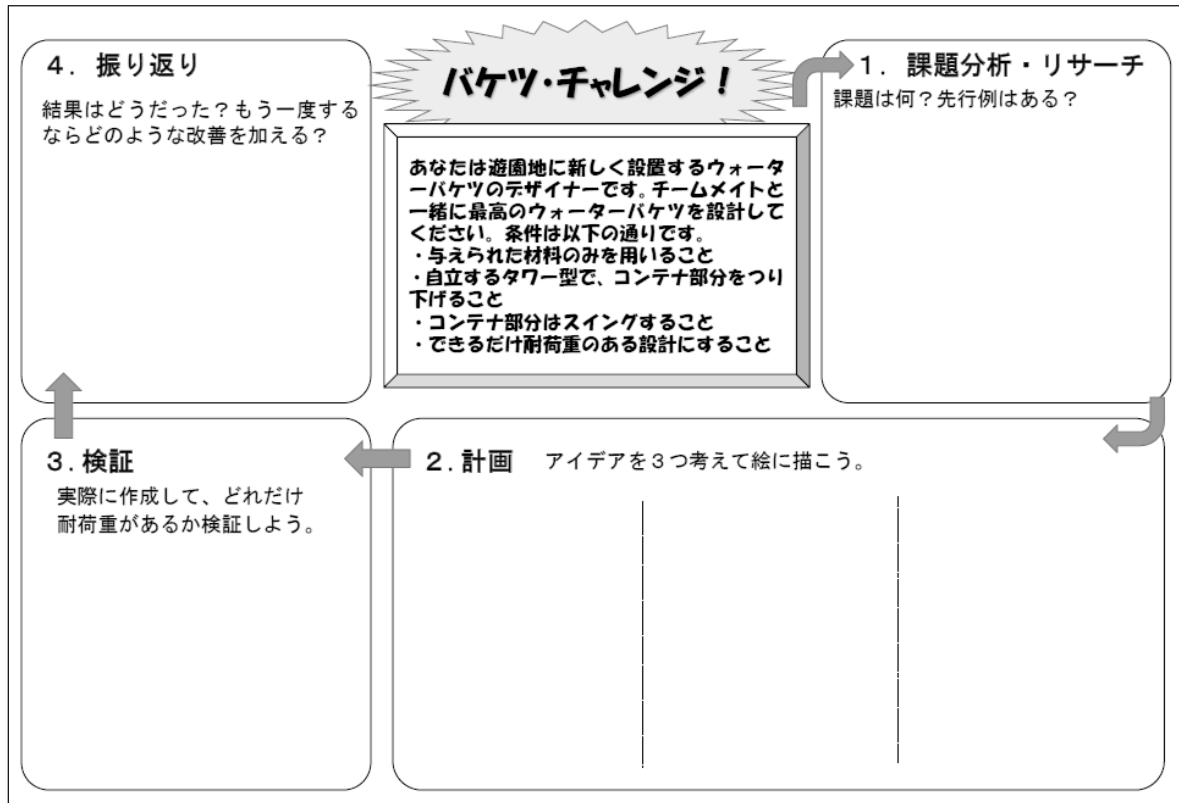 バケツ・チャレンジ！
あなたは遊園地に新しく設置するウォータ
ーバケツのデザイナーです。チームメイトと
一緒に最高のウォーターバケツを設計して
ください。条件は以下の通りです。
・与えられた材料のみを用いること
・自立するタワー型で、コンテナ部分をつり
下げること
・コンテナ部分はスイングすること
・できるだけ耐荷重のある設計にすること
１．課題分析・リサーチ
課題は何？先行例はある？
２.計画　アイデアを３つ考えて絵に描こう。
３.検証
実際に作成して、どれだけ
耐荷重があるか検証しよう。
４．振り返り
結果はどうだった？もう一度する
ならどのような改善を加える？